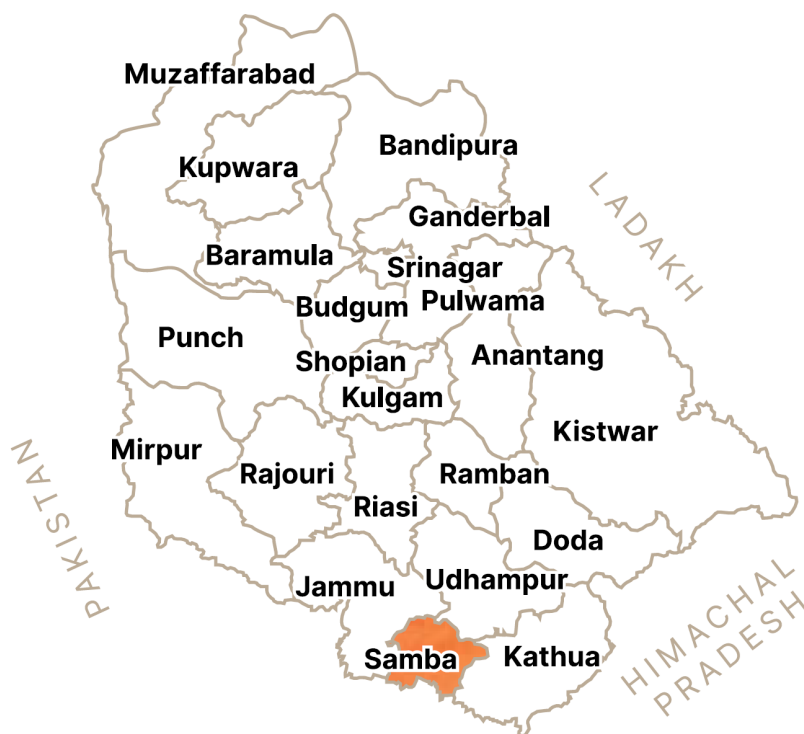 Muzaffarabad
Bandipura
Kupwara
LADAKH
Ganderbal
Baramula
Srinagar
Budgum
Pulwama
Punch
Shopian
Anantang
Kulgam
Kistwar
Mirpur
Rajouri
Ramban
Riasi
PAKISTAN
Doda
Jammu
Udhampur
HIMACHAL
PRADESH
Samba
Kathua